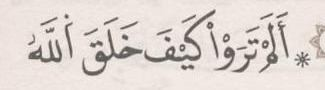 * أَلَمْ تَرَوْا۟ كَيْفَ خَلَقَ ٱللَّهُ